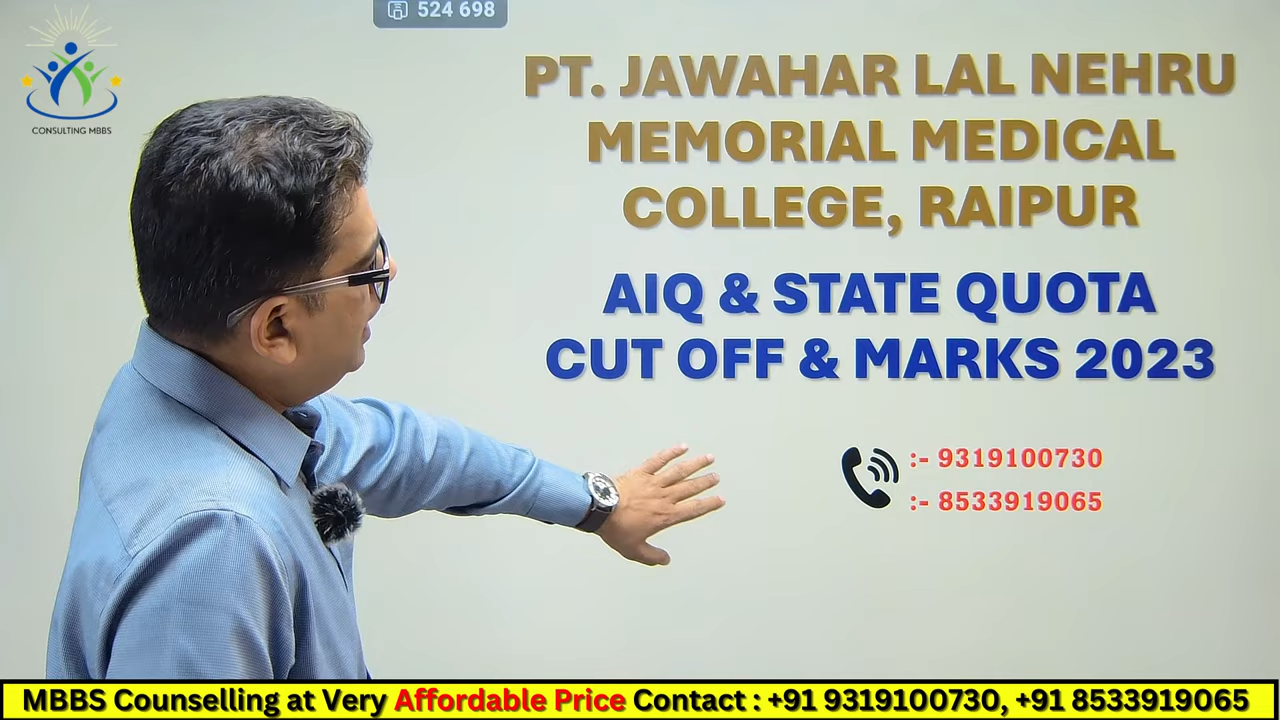 524 698
CONSULTING MBBS
PT. JAWAHAR LAL NEHRU
MEMORIAL MEDICAL
COLLEGE, RAIPUR
AIQ & STATE QUOTA
CUT OFF & MARKS 2023
:- 9319100730
:- 8533919065
MBBS Counselling at Very Affordable Price Contact : +91 9319100730, +91 8533919065